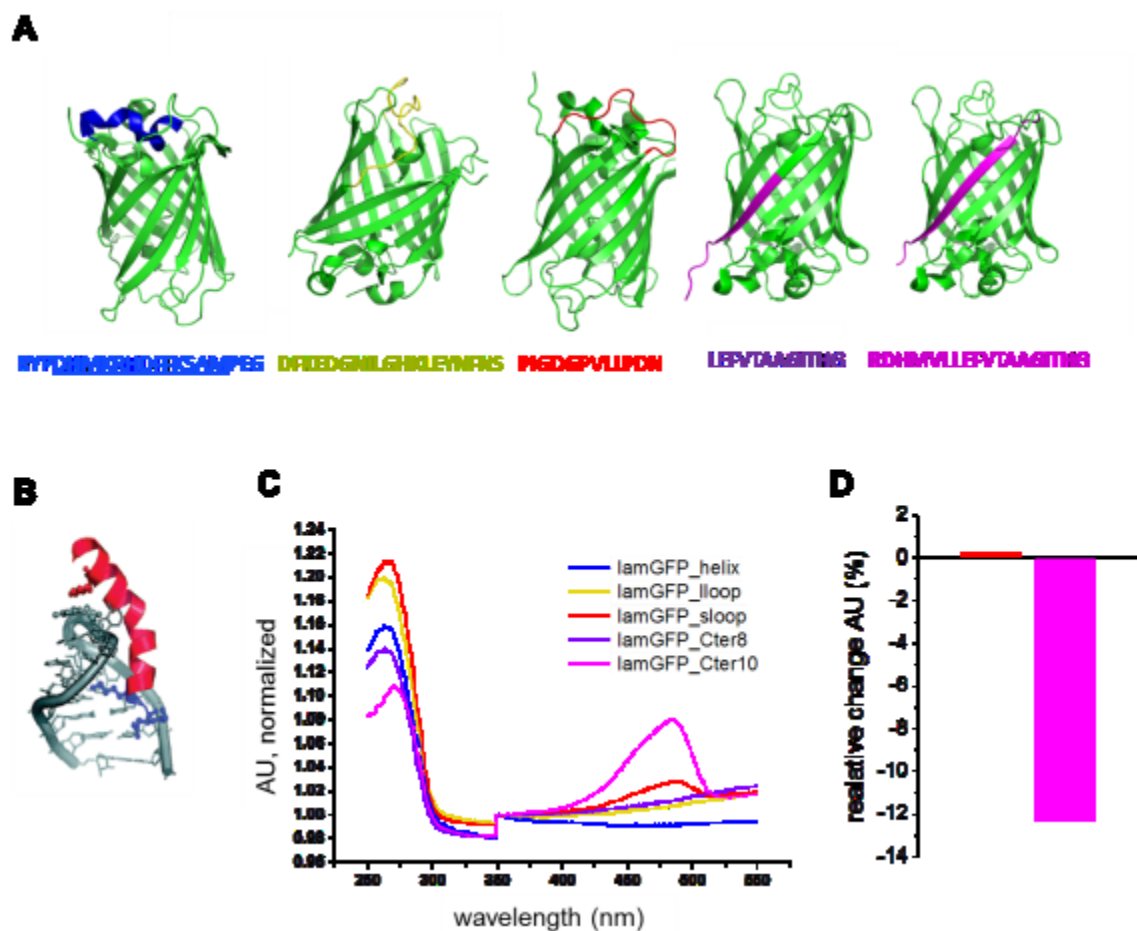 A
DFKEDGNILGHKLEYNFNS PIGDGPVLLPDN
B
C
AU, normalized
1.24
1.22
1.20
1.18
1.16
1.14
1.12
1.10
1.08
1.06
1.04
1.02
1.00
0.98
0.96
lamGFP_helix
lamGFP_lloop
lamGFP_sloop
lamGFP_Cter8
lamGFP_Cter10
250 300 350 400 450 500 550
wavelength (nm)
D
realative change AU (%)
2
0
-2
-4
-6
-8
-10
-12
-14